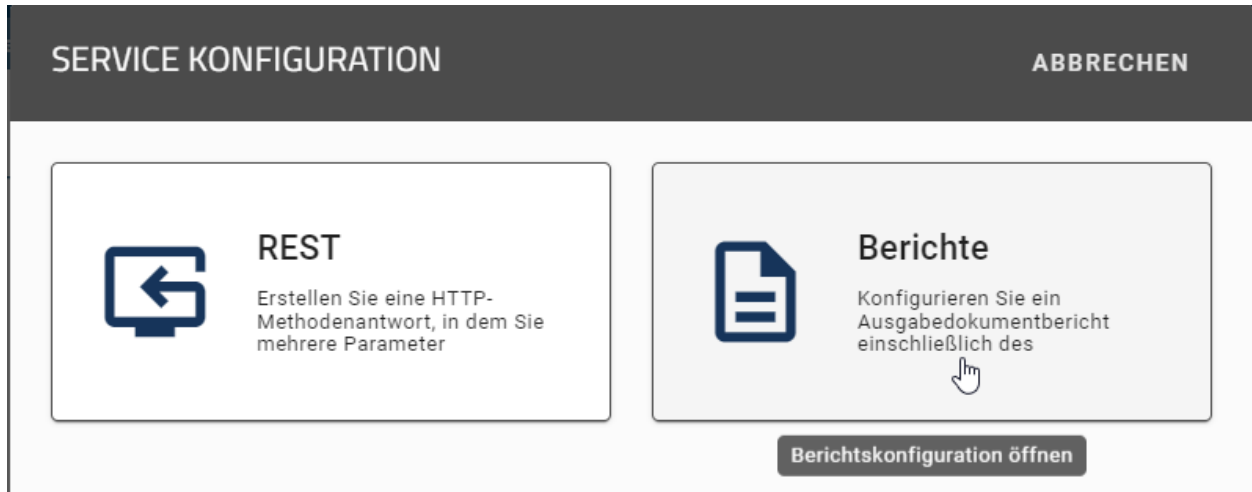 SERVICE KONFIGURATION
ABBRECHEN
REST
Erstellen Sie eine HTTP-
Methodenantwort, in dem Sie
mehrere Parameter
Berichte
Konfigurieren Sie ein
Ausgabedokumentbericht
einschließlich des
Berichtskonfiguration öffnen